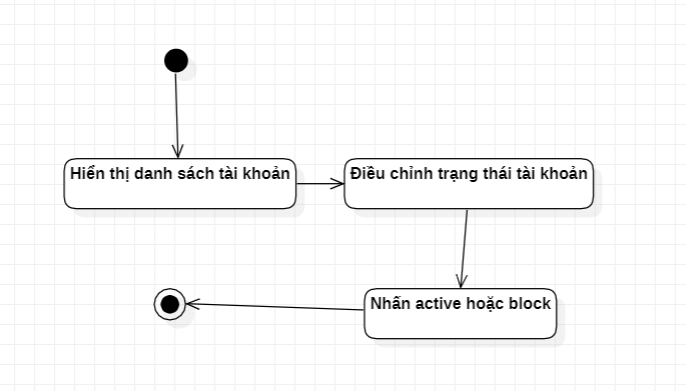 Hiển thị danh sách tài khoản
Điều chỉnh trạng thái tài khoản
Nhấn active hoặc block